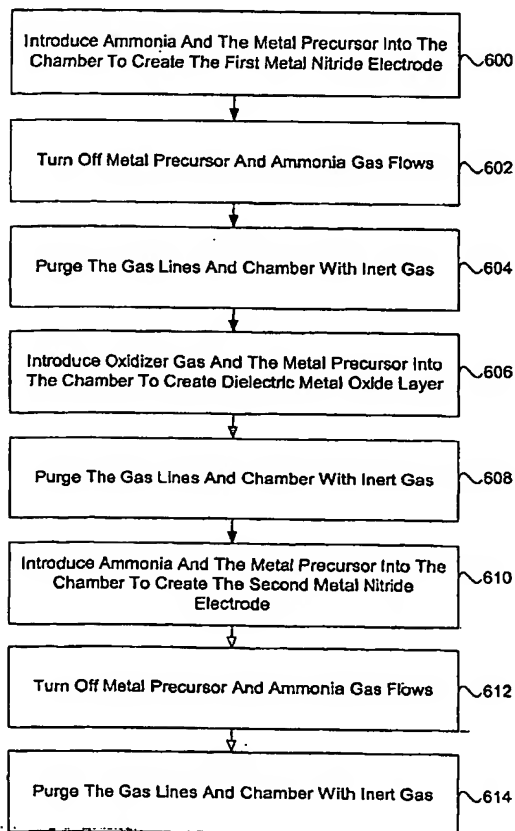 Introduce Ammonia And The Metal Precursor Into The
Chamber To Create The First Metal Nitride Electrode
600
Turn Off Metal Precursor And Ammonia Gas Flows
602
Purge The Gas Lines And Chamber With Inert Gas
604
Introduce Oxidizer Gas And The Metal Precursor Into
The Chamber To Create Dielectric Metal Oxide Layer
606
Purge The Gas Lines And Chamber With Inert Gas
608
Introduce Ammonia And The Metal Precursor Into The
Chamber To Create The Second Metal Nitride
Electrode
610
Turn Off Metal Precursor And Ammonia Gas Flows
612
Purge The Gas Lines And Chamber With Inert Gas
614